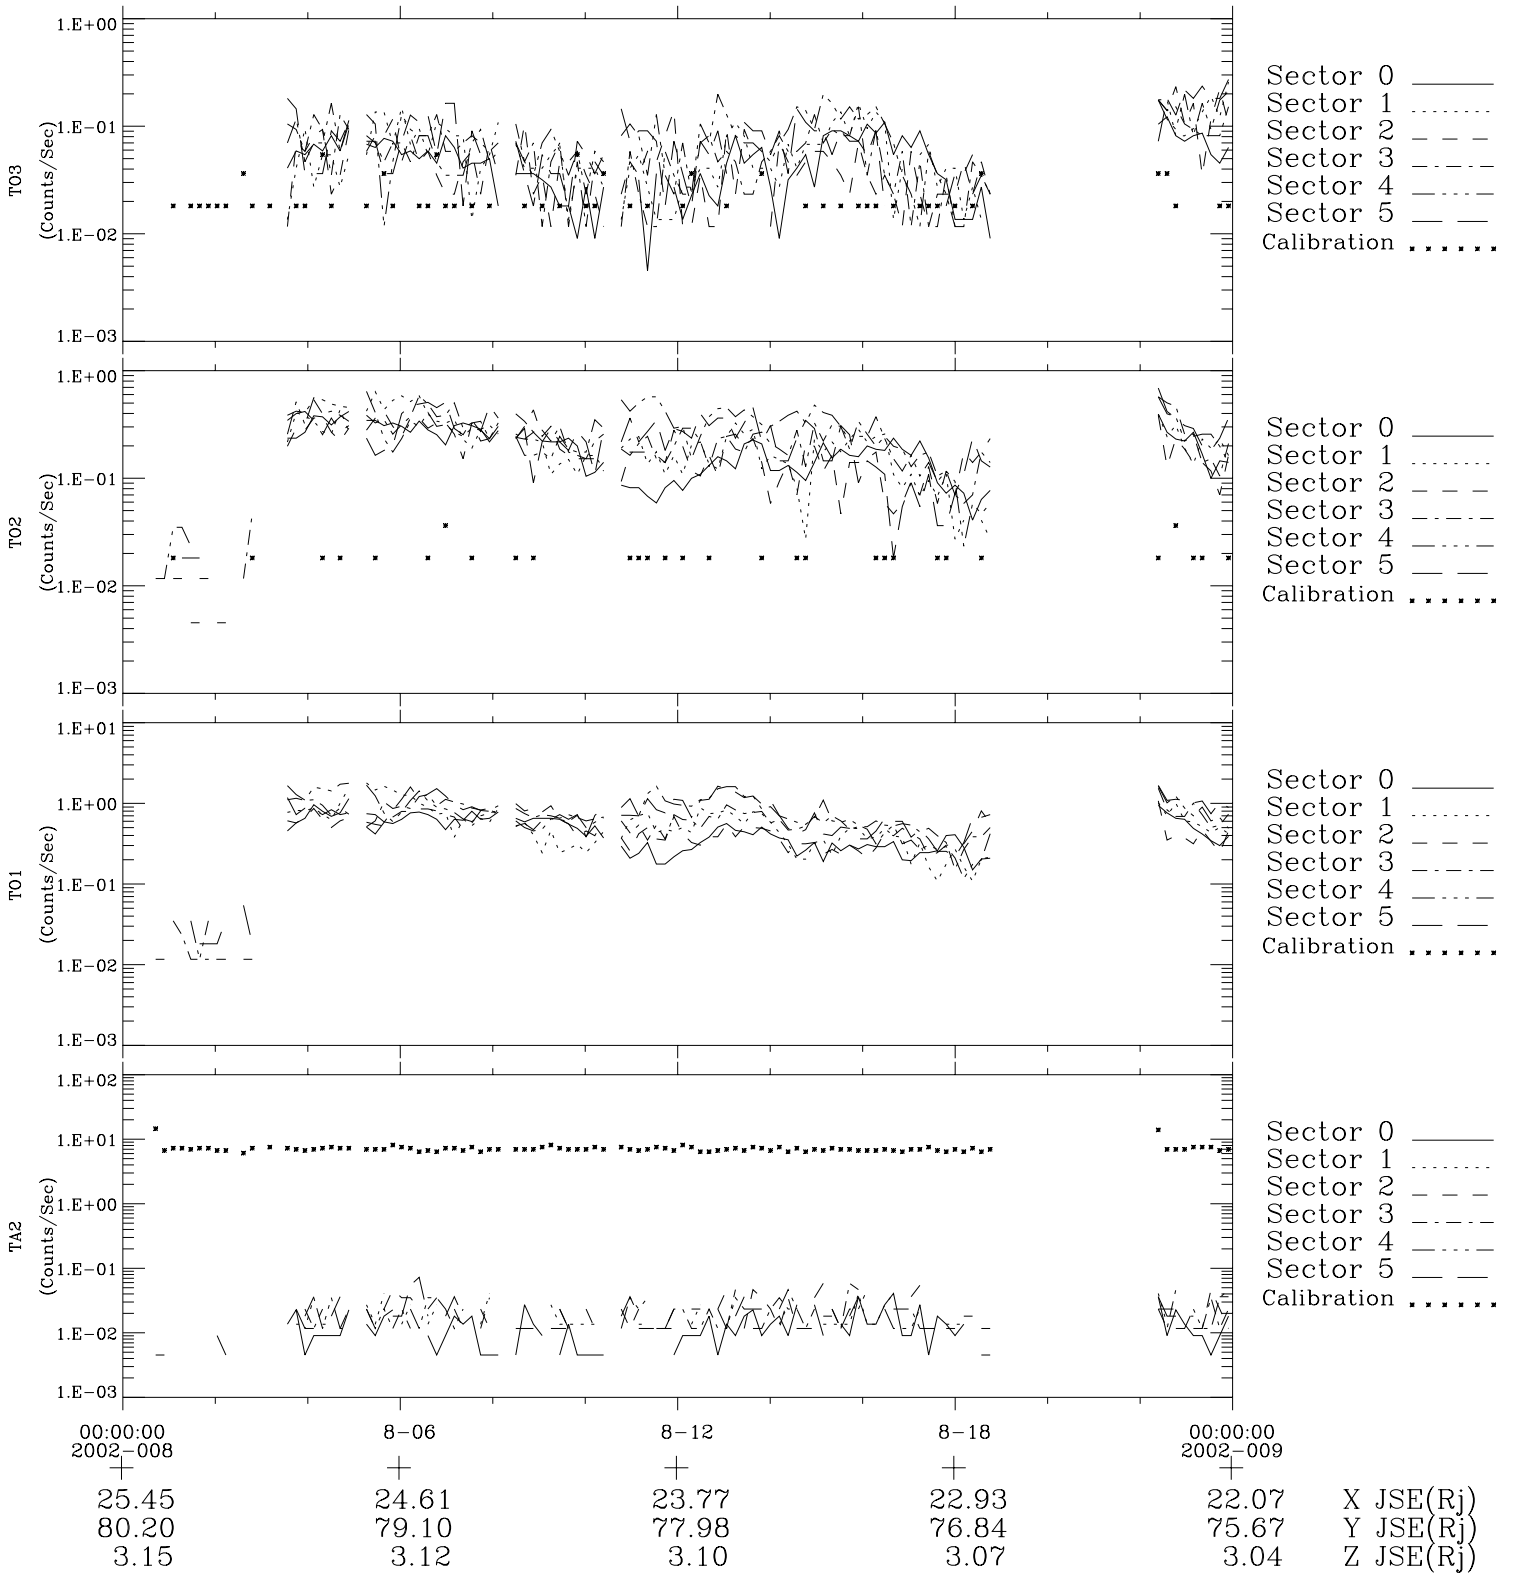 1.E+00
1.E-01
1.E-02
1.E-03
TO3
(Counts/Sec)
Sector 0
Sector 1
Sector 2
Sector 3
Sector 4
Sector 5
Calibration
1.E+00
1.E-01
1.E-02
1.E-03
TO2
(Counts/Sec)
Sector 0
Sector 1
Sector 2
Sector 3
Sector 4
Sector 5
Calibration
1.E+01
1.E+00
1.E-01
1.E-02
1.E-03
TO1
(Counts/Sec)
Sector 0
Sector 1
Sector 2
Sector 3
Sector 4
Sector 5
Calibration
1.E+02
1.E+01
1.E+00
1.E-01
1.E-02
1.E-03
TA2
(Counts/Sec)
Sector 0
Sector 1
Sector 2
Sector 3
Sector 4
Sector 5
Calibration
00:00:00 8-06 8-12 8-18 00:00:00
2002-008 2002-009
25.45 24.61 23.77 22.93 22.07 X JSE(Rj)
80.20 79.10 77.98 76.84 75.67 Y JSE(Rj)
3.15 3.12 3.10 3.07 3.04 Z JSE(Rj)